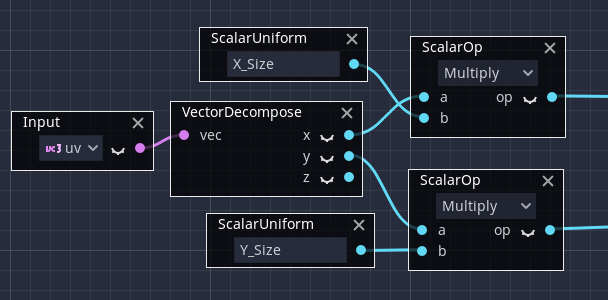 ScalarUniform
X_Size
ScalarOp
Multiply
a op
b
Input
uv
VectorDecompose
vec x
y
z
ScalarUniform
Y_Size
ScalarOp
Multiply
a op
b